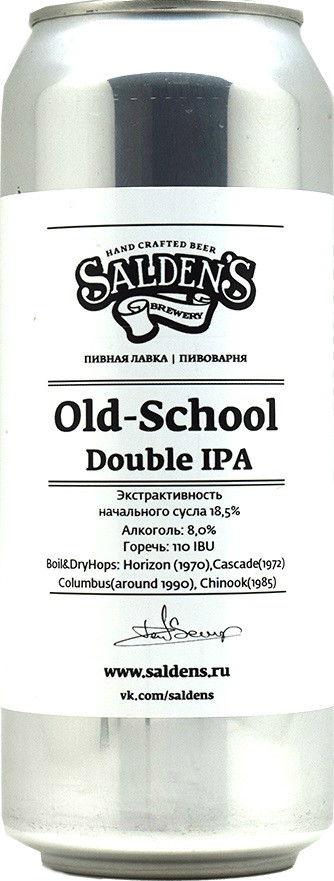 HAND CRAFTED BEER
SALDEN'S
BREWERY
ПИВНАЯ ЛАВКА | ПИВОВАРНЯ
Old-School
Double IPA
Экстрактивность
начального сусла 18,5%
Алкоголь: 8,0%
Горечь: 110 IBU
Boil&DryHops: Horizon (1970),Cascade(1972)
Columbus(around 1990), Chinook(1985)
www.saldens.ru
vk.com/saldens